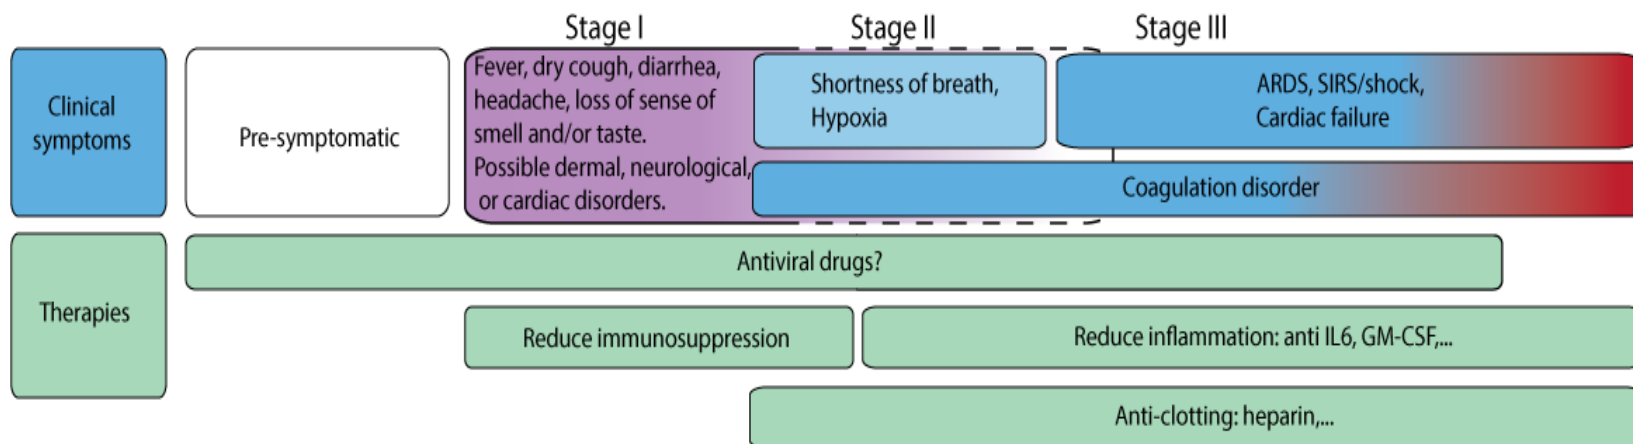 Stage I
Stage II
Stage III
Clinical
symptoms
Pre-symptomatic
Fever, dry cough, diarrhea,
headache, loss of sense of
smell and/or taste.
Possible dermal, neurological,
or cardiac disorders.
Shortness of breath,
Hypoxia
ARDS, SIRS/shock,
Cardiac failure
Coagulation disorder
Therapies
Antiviral drugs?
Reduce immunosuppression
Reduce inflammation: anti IL6, GM-CSF,...
Anti-clotting: heparin,...